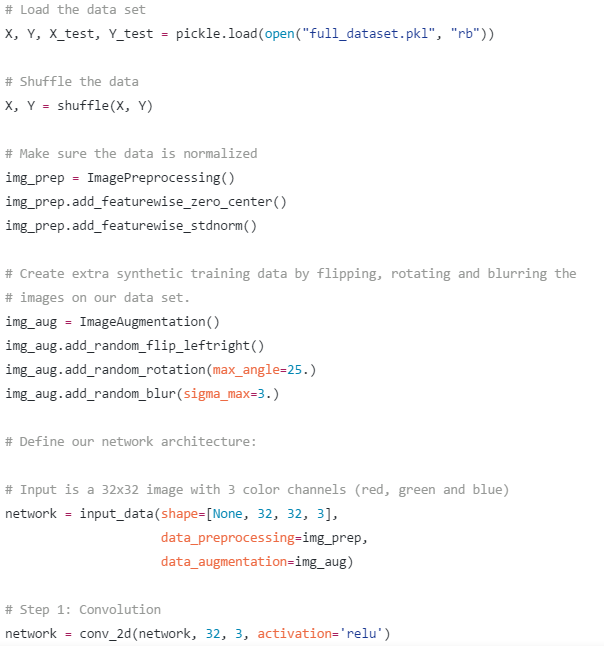 # Load the data set
X, Y, X_test, Y_test = pickle.load(open("full_dataset.pkl", "rb"))
# Shuffle the data
X, Y = shuffle(X, Y)
# Make sure the data is normalized
img_prep = ImagePreprocessing()
img_prep.add_featurewise_zero_center()
img_prep.add_featurewise_stdnorm()
# Create extra synthetic training data by flipping, rotating and blurring the
# images on our data set.
img_aug = ImageAugmentation()
img_aug.add_random_flip_leftright()
img_aug.add_random_rotation(max_angle=25.)
img_aug.add_random_blur(sigma_max=3.)
# Define our network architecture:
# Input is a 32x32 image with 3 color channels (red, green and blue)
network = input_data(shape=[None, 32, 32, 3],
                     data_preprocessing=img_prep,
                     data_augmentation=img_aug)
# Step 1: Convolution
network = conv_2d(network, 32, 3, activation='relu')